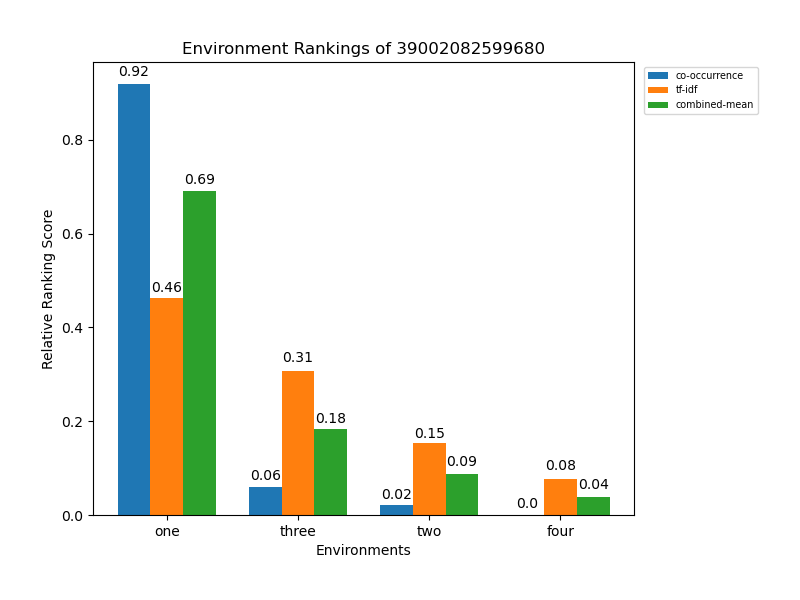 Environment Rankings of 39002082599680
co-occurrence
tf-idf
combined-mean
Relative Ranking Score
0.8
0.6
0.4
0.2
0.0
0.92
0.46
0.69
0.06
0.31
0.18
0.02
0.15
0.09
0.0
0.08
0.04
one
three
two
four
Environments